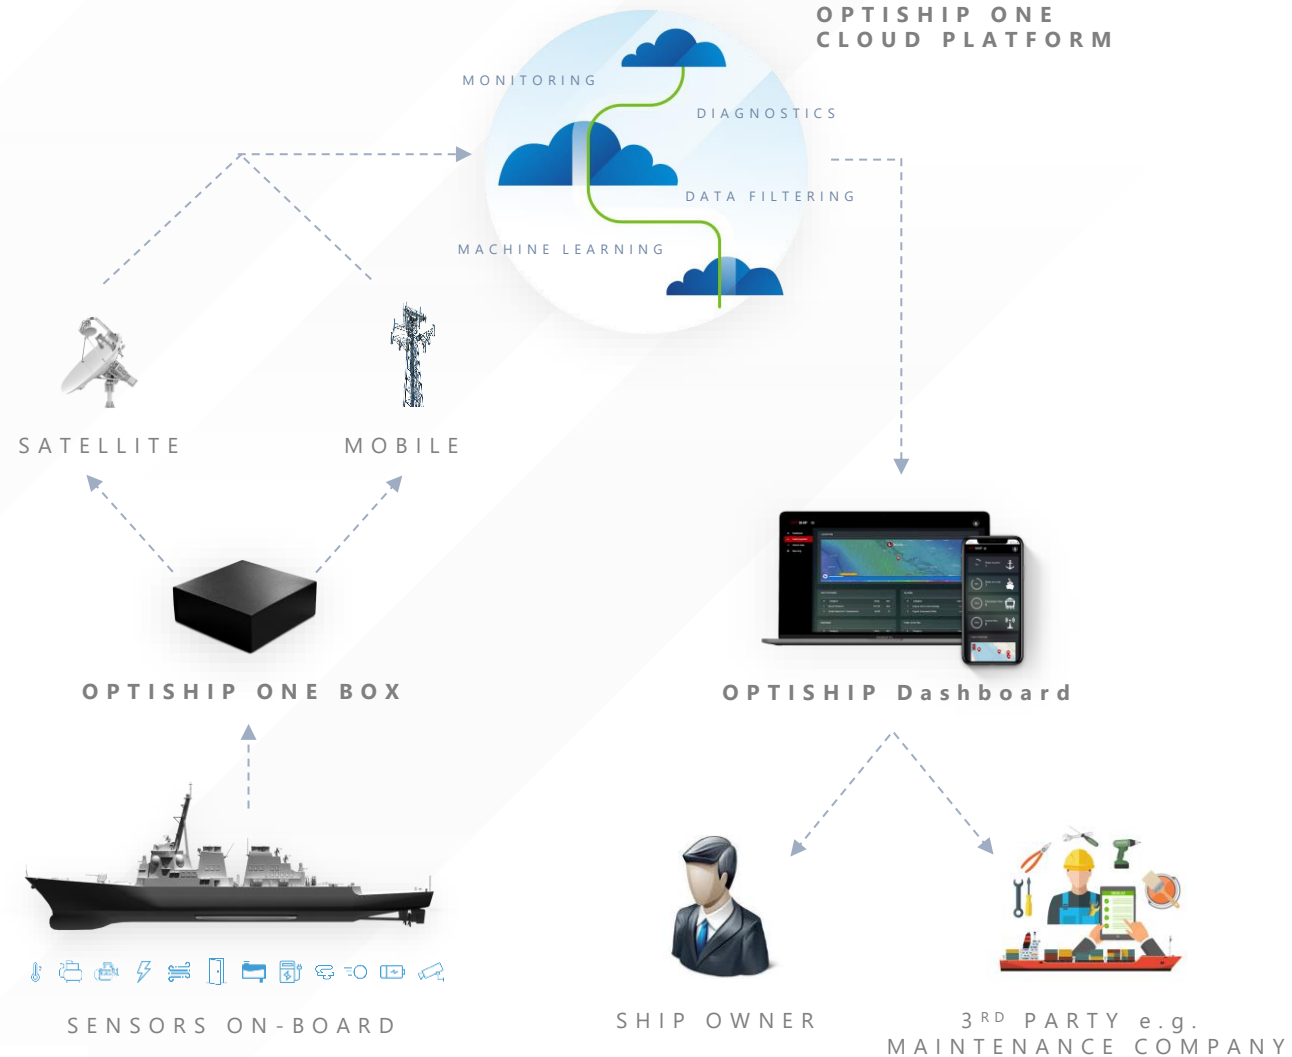 OPTISHIP ONE
CLOUD PLATFORM
MONITORING
DIAGNOSTICS
DATA FILTERING
MACHINE LEARNING
SATELLITE
MOBILE
OPTISHIP ONE BOX
OPTISHIP Dashboard
SENSORS ON-BOARD
SHIP OWNER
3RD PARTY e.g.
MAINTENANCE COMPANY